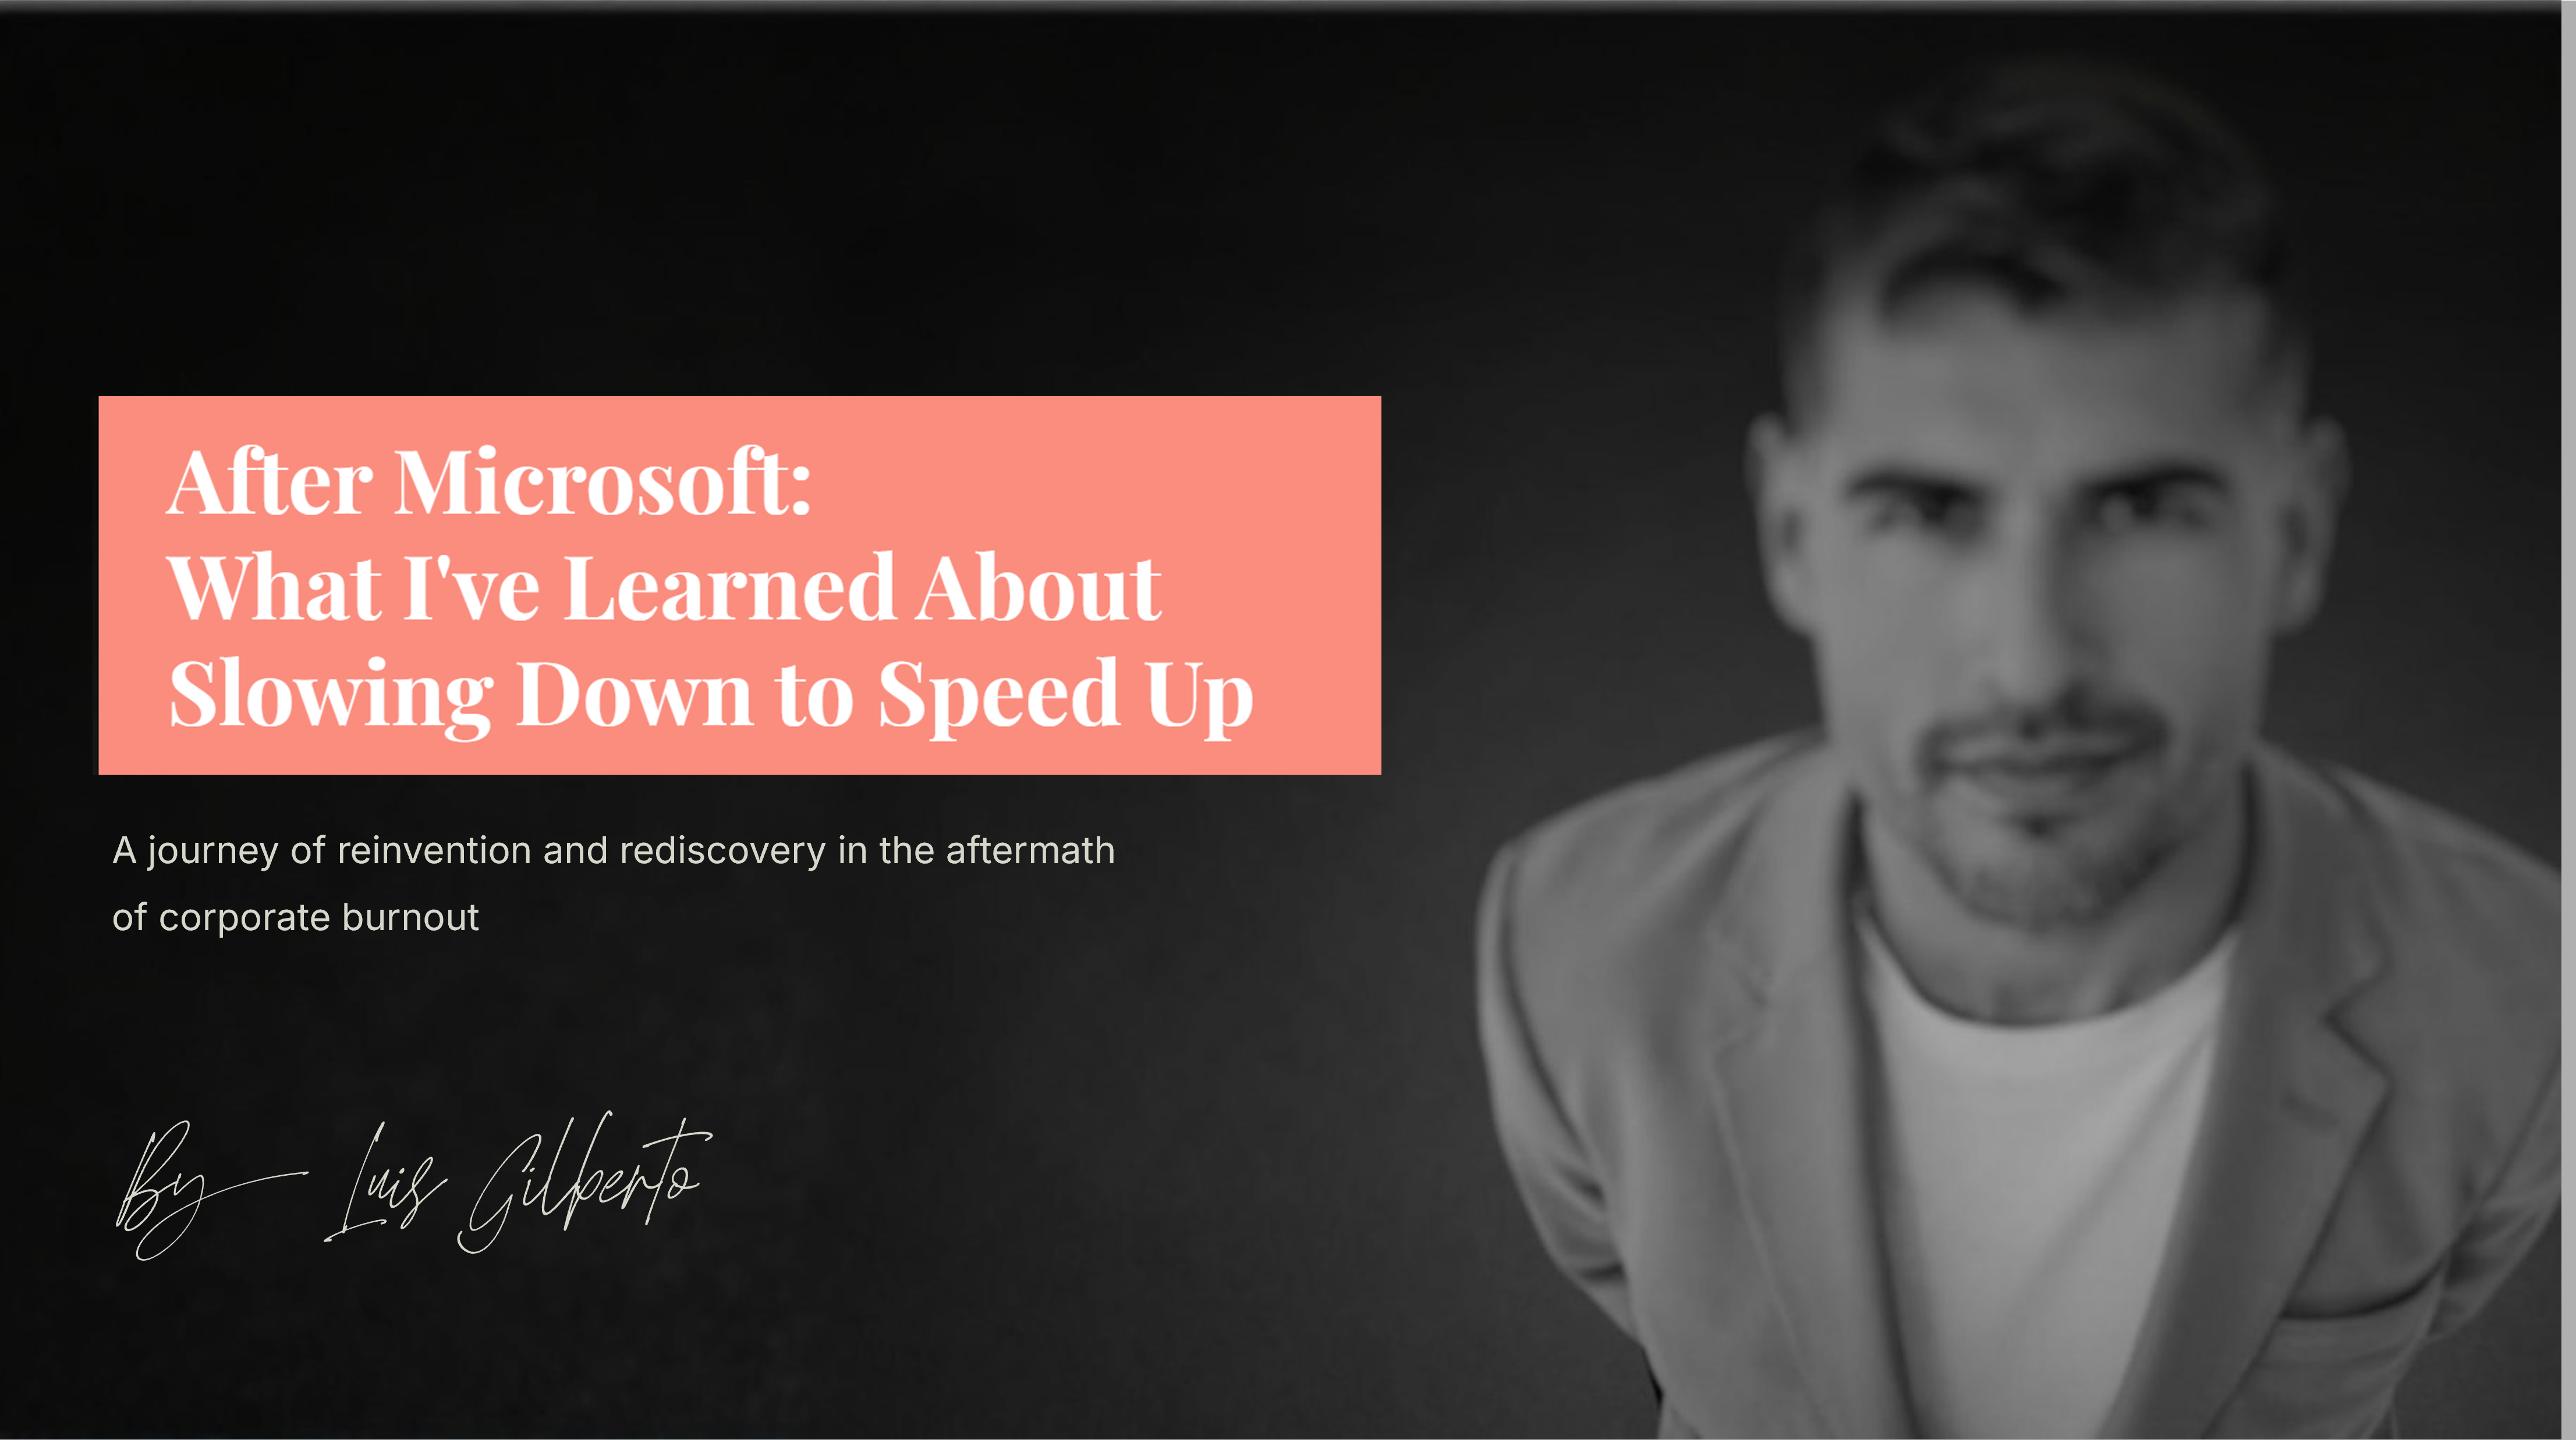 After Microsoft:
What I've Learned About
Slowing Down to Speed Up
A journey of reinvention and rediscovery in the aftermath
of corporate burnout
By Luis Gilberto